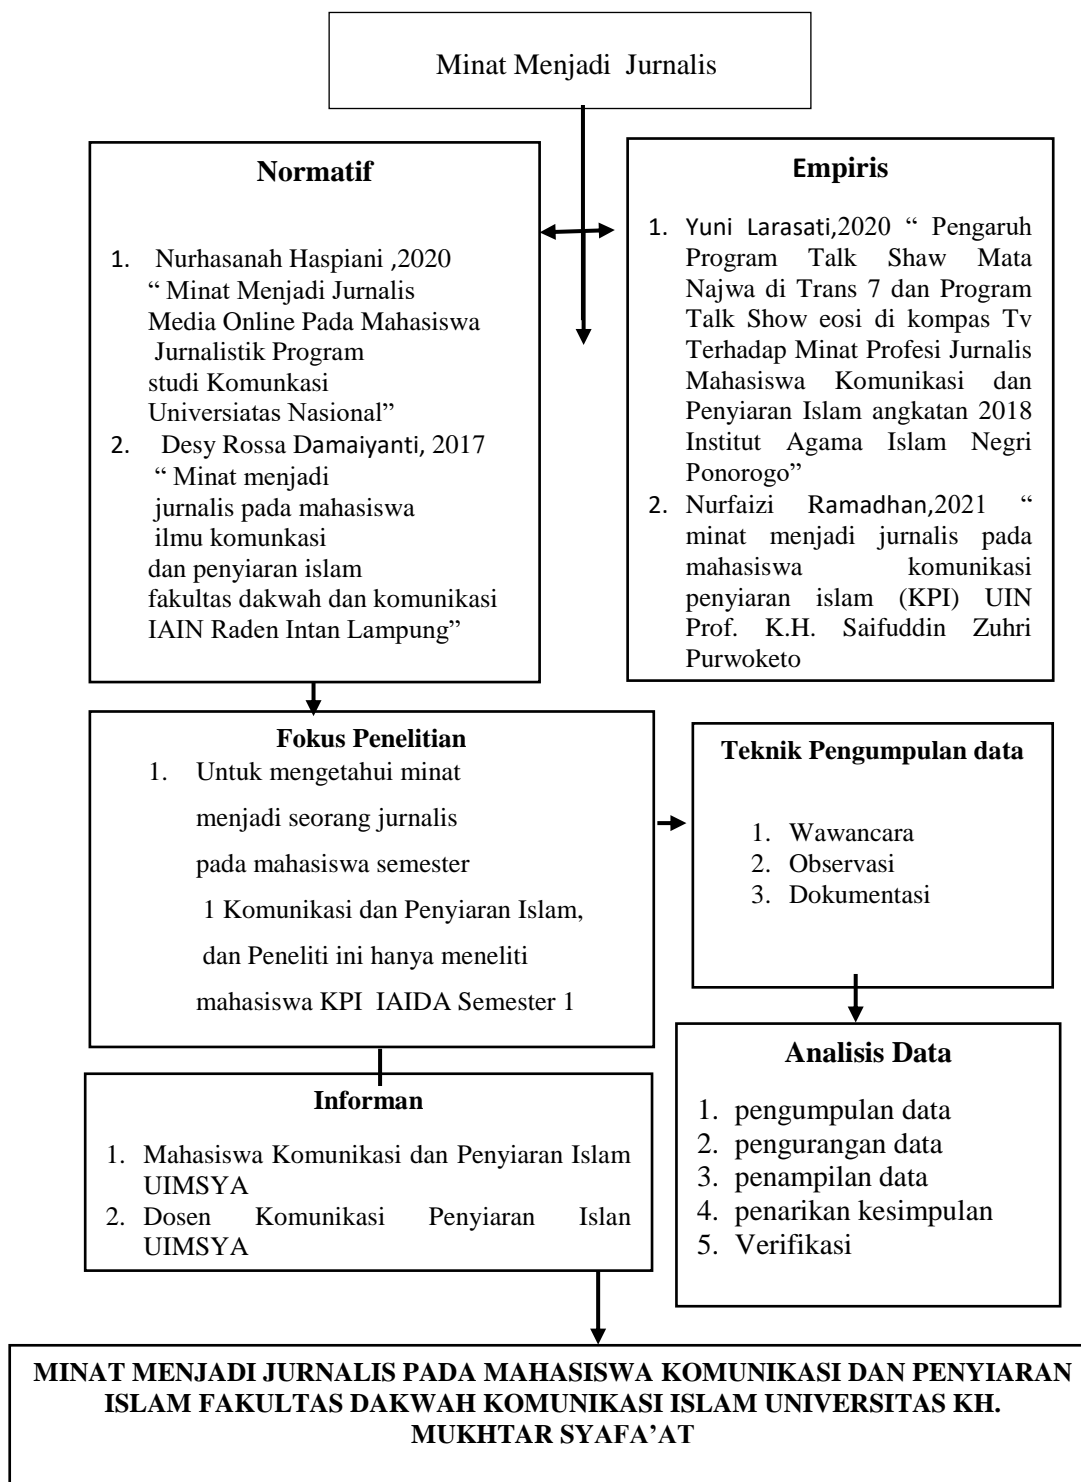 Minat Menjadi Jurnalis
Normatif
1. Nurhasanah Haspiani ,2020
“ Minat Menjadi Jurnalis
Media Online Pada Mahasiswa
Jurnalistik Program
studi Komunkasi
Universiatas Nasional”
2. Desy Rossa Damaiyanti, 2017
“ Minat menjadi
jurnalis pada mahasiswa
ilmu komunkasi
dan penyiaran islam
fakultas dakwah dan komunikasi
IAIN Raden Intan Lampung”
Empiris
1. Yuni Larasati,2020 “ Pengaruh
Program Talk Shaw Mata
Najwa di Trans 7 dan Program
Talk Show eosi di kompas Tv
Terhadap Minat Profesi Jurnalis
Mahasiswa Komunikasi dan
Penyiaran Islam angkatan 2018
Institut Agama Islam Negri
Ponorogo”
2. Nurfaizi Ramadhan,2021 “
minat menjadi jurnalis pada
mahasiswa komunikasi
penyiaran islam (KPI) UIN
Prof. K.H. Saifuddin Zuhri
Purwoketo
Fokus Penelitian
1. Untuk mengetahui minat
menjadi seorang jurnalis
pada mahasiswa semester
1 Komunikasi dan Penyiaran Islam,
dan Peneliti ini hanya meneliti
mahasiswa KPI IAIDA Semester 1
Teknik Pengumpulan data
1. Wawancara
2. Observasi
3. Dokumentasi
Informan
1. Mahasiswa Komunikasi dan Penyiaran Islam
UIMSYA
2. Dosen Komunikasi Penyiaran Islan
UIMSYA
Analisis Data
1. pengumpulan data
2. pengurangan data
3. penampilan data
4. penarikan kesimpulan
5. Verifikasi
MINAT MENJADI JURNALIS PADA MAHASISWA KOMUNIKASI DAN PENYIARAN
ISLAM FAKULTAS DAKWAH KOMUNIKASI ISLAM UNIVERSITAS KH.
MUKHTAR SYAFA’AT